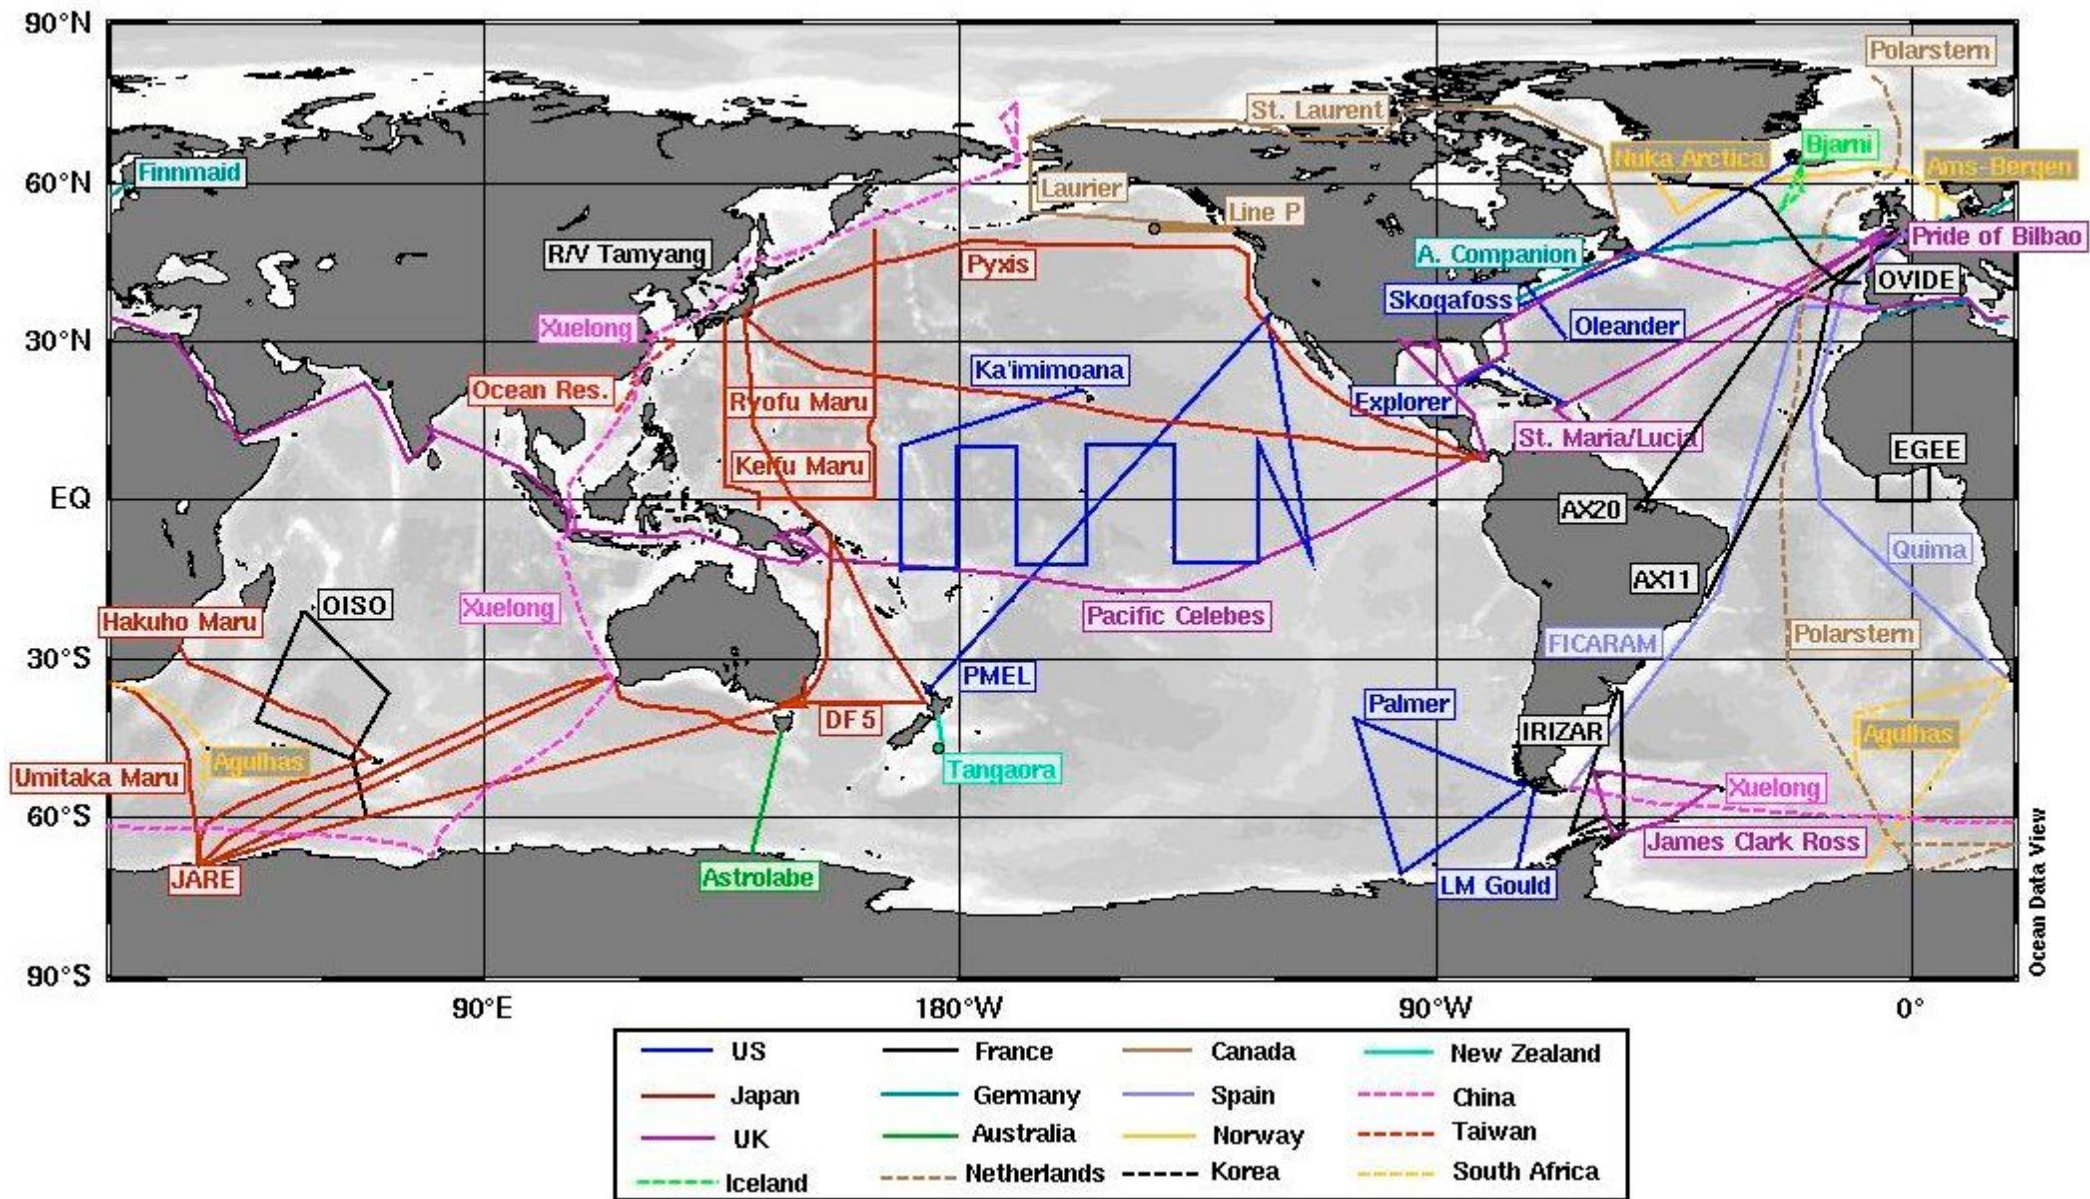 90°N
Polarstern
St. Laurent
Bjarni
Nuka Arctica
Ams-Bergen
Finnmaid
60°N
Laurier
Line P
Pride of Bilbao
R/V Tamyang
Pyxis
A. Companion
OVIDE
Skogafoss
Xuelong
Oleander
30°N
Ka'imimoana
Ocean Res.
Ryofu Maru
Explorer
St. Maria/Lucia
EGEE
Keifu Maru
EQ
AX20
Quima
AX11
Xuelong
OISO
Hakuho Maru
Pacific Celebes
Polarstern
FICARAM
30°S
PMEL
Palmer
DF 5
IRIZAR
Agulhas
Agulhas
Umitaka Maru
Tangaora
Xuelong
60°S
James Clark Ross
JARE
Astrolabe
LM Gould
Ocean Data View
90°S
90°E 180°W 90°W 0°
US France Canada New Zealand
Japan Germany Spain China
UK Australia Norway Taiwan
Iceland Netherlands Korea South Africa